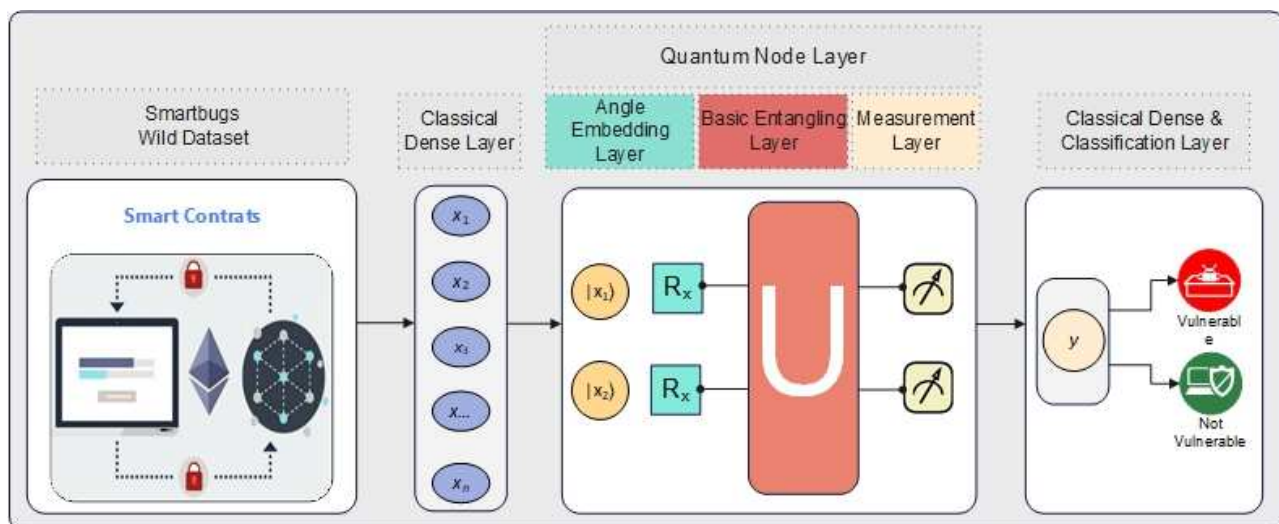 Quantum Node Layer
Smartbugs
Wild Dataset
Classical
Dense Layer
Angle
Embedding
Layer
Basic Entangling
Layer
Measurement
Layer
Classical Dense &
Classification Layer
Smart Contrats
x₁
x₂
x₃
x...
xₙ
|x₁⟩
Rₓ
|x₂⟩
Rₓ
U
y
Vulnerabl
e
Not
Vulnerable